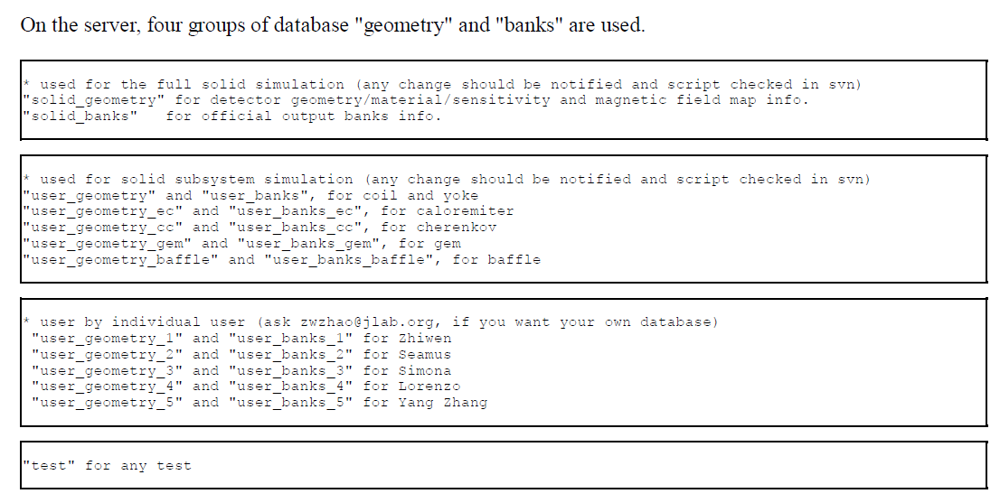 On the server, four groups of database "geometry" and "banks" are used.
* used for the full solid simulation (any change should be notified and script checked in svn)
"solid_geometry" for detector geometry/material/sensitivity and magnetic field map info.
"solid_banks"   for official output banks info.
* used for solid subsystem simulation (any change should be notified and script checked in svn)
"user_geometry" and "user_banks", for coil and yoke
"user_geometry_ec" and "user_banks_ec", for caloremiter
"user_geometry_cc" and "user_banks_cc", for cherenkov
"user_geometry_gem" and "user_banks_gem", for gem
"user_geometry_baffle" and "user_banks_baffle", for baffle
* user by individual user (ask zwzhao@jlab.org, if you want your own database)
"user_geometry_1" and "user_banks_1" for Zhiwen
"user_geometry_2" and "user_banks_2" for Seamus
"user_geometry_3" and "user_banks_3" for Simona
"user_geometry_4" and "user_banks_4" for Lorenzo
"user_geometry_5" and "user_banks_5" for Yang Zhang
"test" for any test